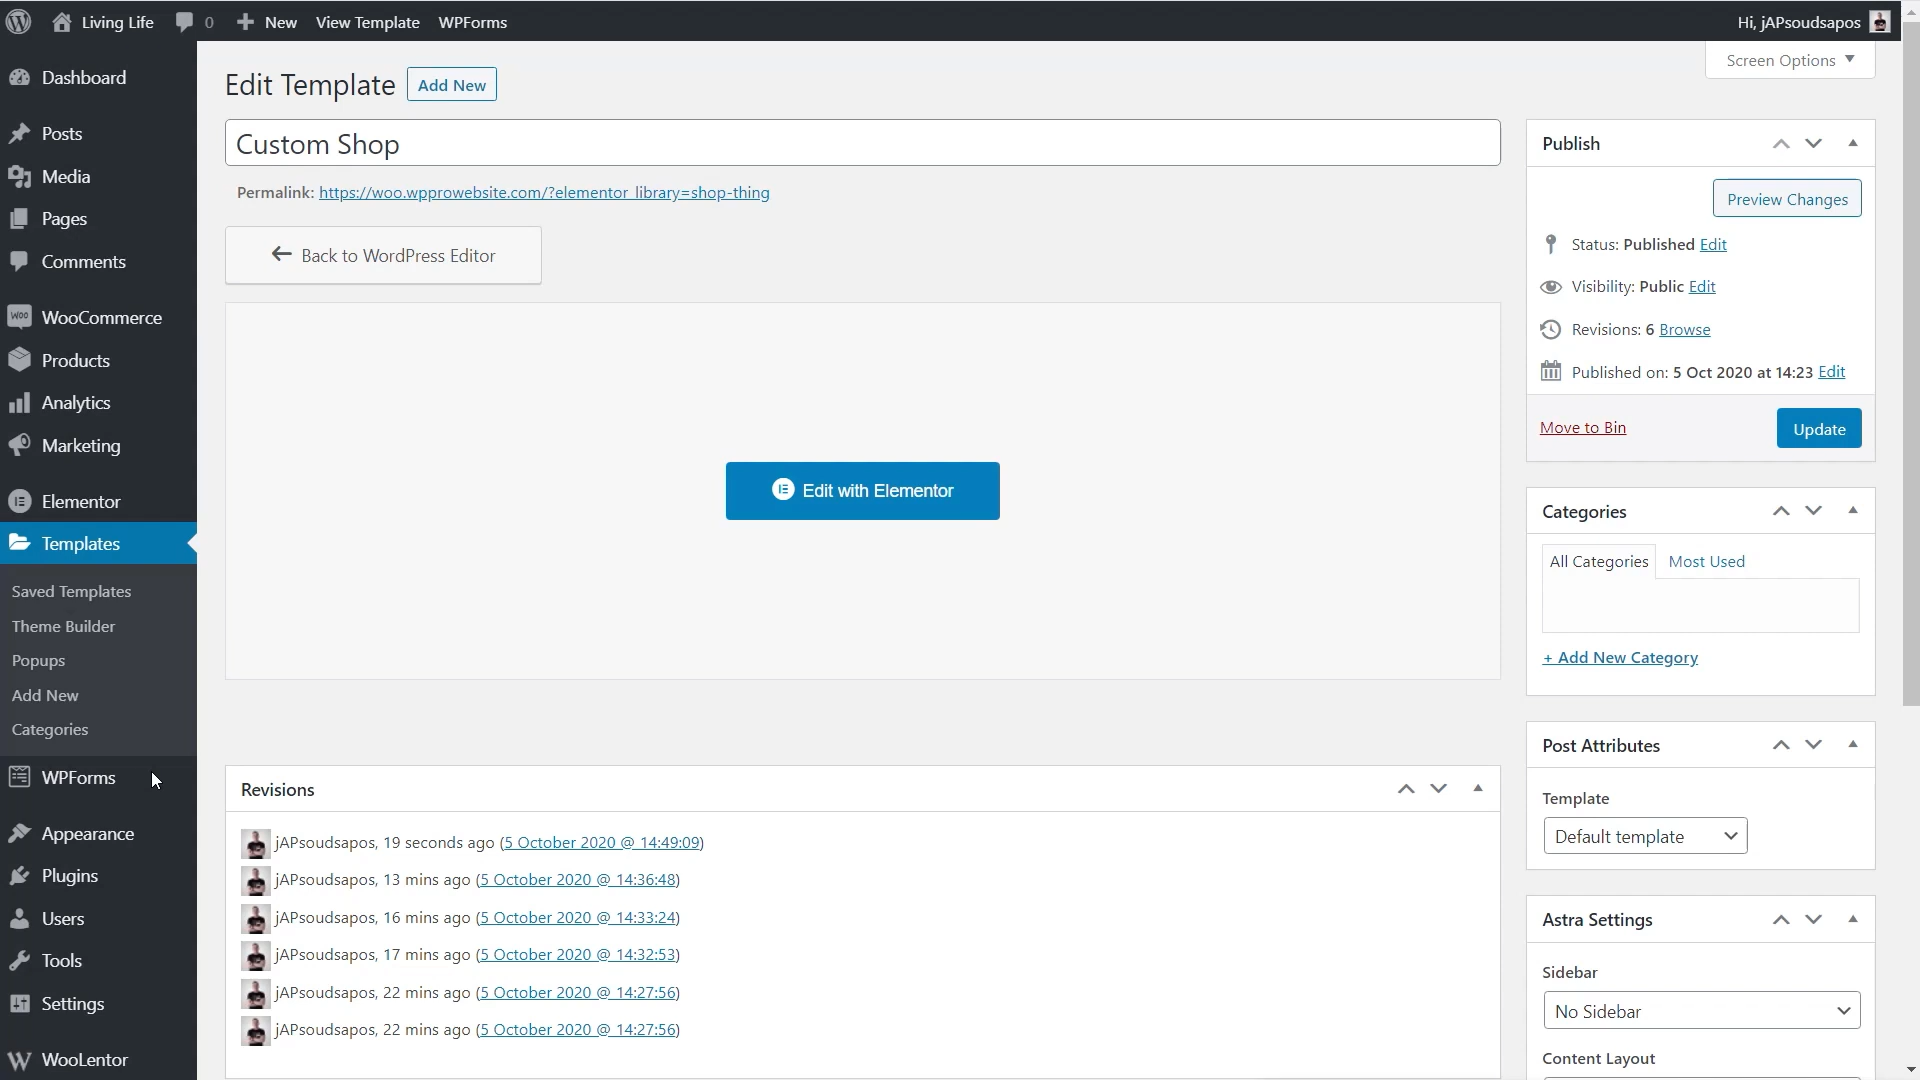 Living Life
0
New
View Template
WPForms
Hi, jAPsoudsapos
Dashboard
Posts
Media
Pages
Comments
Woo WooCommerce
Products
Analytics
Marketing
Elementor
Templates
Saved Templates
Theme Builder
Popups
Add New
Categories
WPForms
Appearance
Plugins
Users
Tools
Settings
WooLentor
Screen Options
Edit Template
Add New
Custom Shop
Permalink: https://woo.wpprowebsite.com/?elementor_library=shop-thing
Back to WordPress Editor
Edit with Elementor
Revisions
jAPsoudsapos, 19 seconds ago (5 October 2020 @ 14:49:09)
jAPsoudsapos, 13 mins ago (5 October 2020 @ 14:36:48)
jAPsoudsapos, 16 mins ago (5 October 2020 @ 14:33:24)
jAPsoudsapos, 17 mins ago (5 October 2020 @ 14:32:53)
jAPsoudsapos, 22 mins ago (5 October 2020 @ 14:27:56)
jAPsoudsapos, 22 mins ago (5 October 2020 @ 14:27:56)
Publish
Preview Changes
Status: Published Edit
Visibility: Public Edit
Revisions: 6 Browse
Published on: 5 Oct 2020 at 14:23 Edit
Move to Bin
Update
Categories
All Categories
Most Used
+ Add New Category
Post Attributes
Template
Default template
Astra Settings
Sidebar
No Sidebar
Content Layout